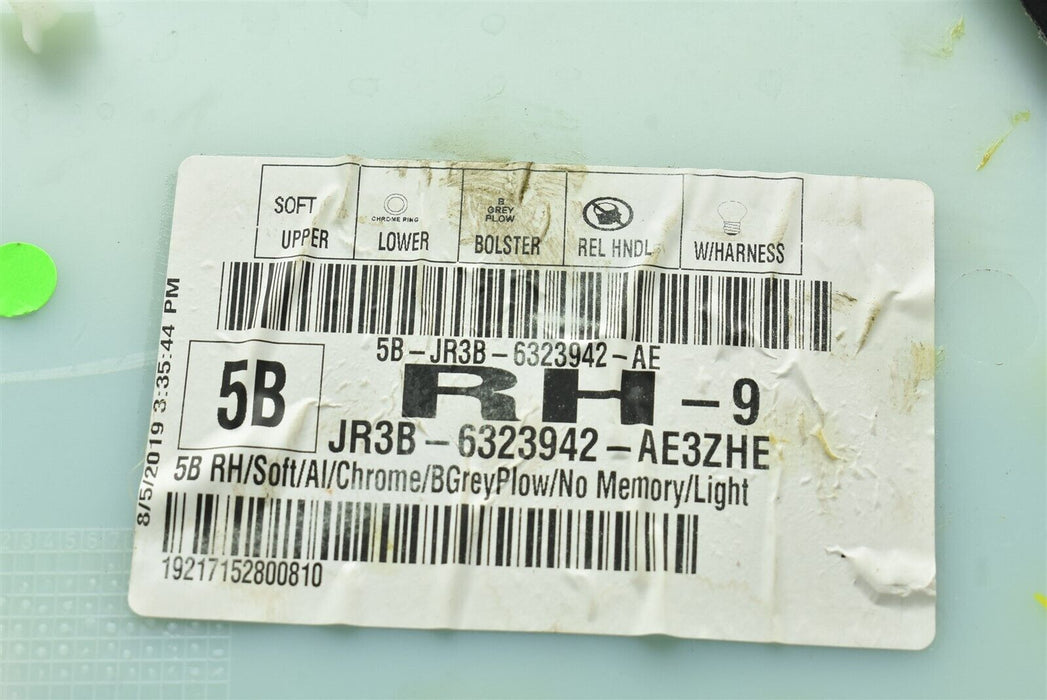 SOFT
UPPER
CHROME RING
LOWER
B
GREY
PLOW
BOLSTER
REL HNDL
W/HARNESS
5B-JR3B-6323942-AE
5B
RH -9
JR3B-6323942-AE3ZHE
5B RH/Soft/Al/Chrome/BGreyPlow/No Memory/Light
19217152800810
8/5/2019 3:35:44 PM